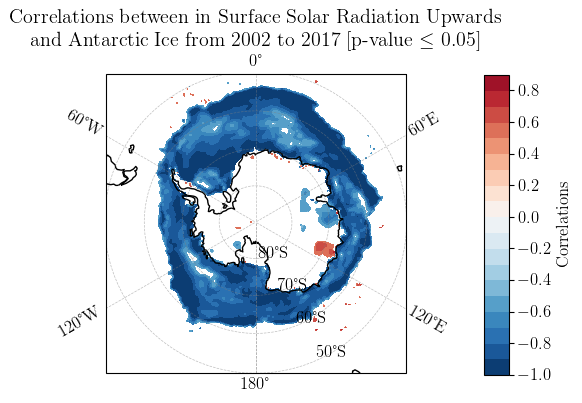 Correlations between in Surface Solar Radiation Upwards
and Antarctic Ice from 2002 to 2017 [p-value ≤ 0.05]
0°
60°W
60°E
80°S
70°S
60°S
50°S
120°W
120°E
180°
0.8
0.6
0.4
0.2
0.0
−0.2
−0.4
−0.6
−0.8
−1.0
Correlations